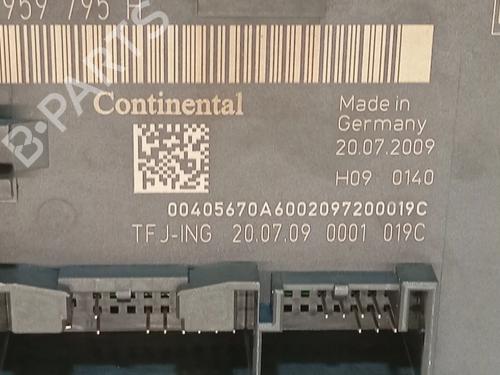 959 795 H
Continental
Made in
Germany
20.07.2009
H09 0140
00405670A6002097200019C
TFJ-ING 20.07.09 0001 019C
B-PARTS